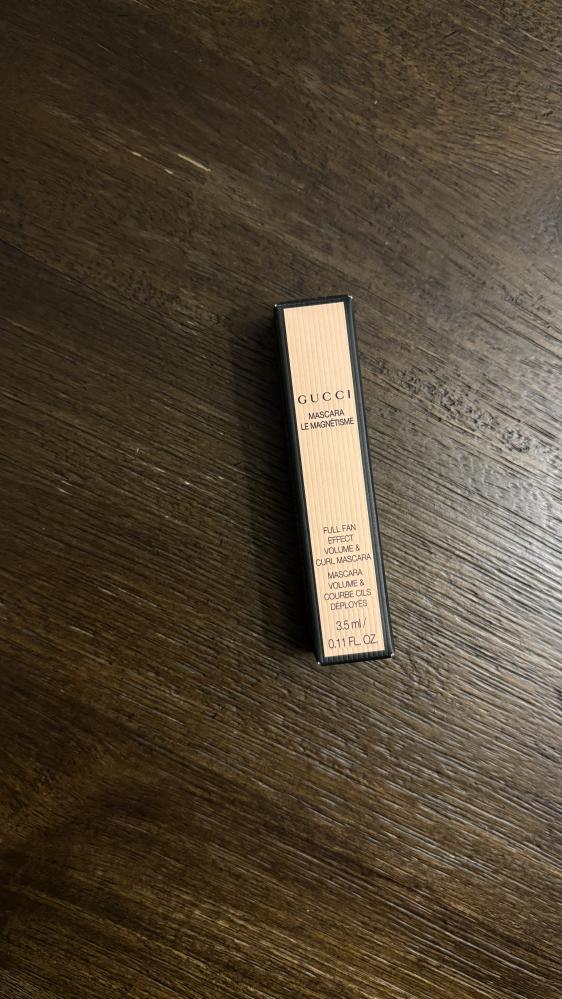 GUCCI
MASCARA
LE MAGNÉTISME
FULL FAN
EFFECT
VOLUME &
CURL MASCARA
MASCARA
VOLUME &
COURBE CILS
DÉPLOYÉS
3.5 ml /
0.11 FL. OZ.